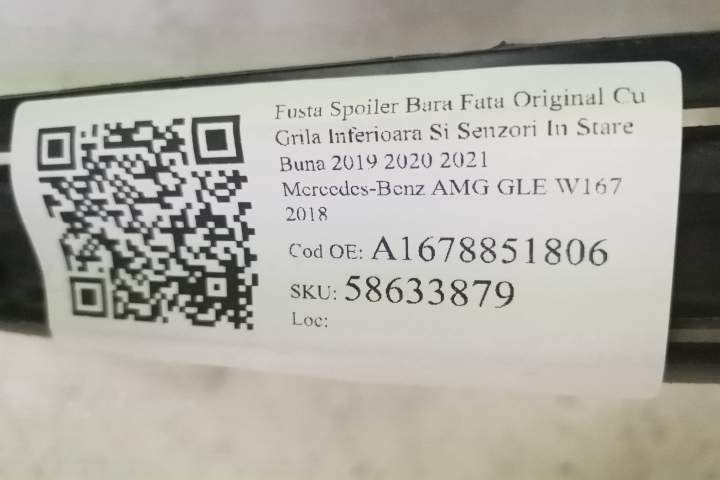 Fusta Spoiler Bara Fata Original Cu
Grila Inferioara Si Senzori In Stare
Buna 2019 2020 2021
Mercedes-Benz AMG GLE W167
2018
Cod OE: A1678851806
SKU: 58633879
Loc: